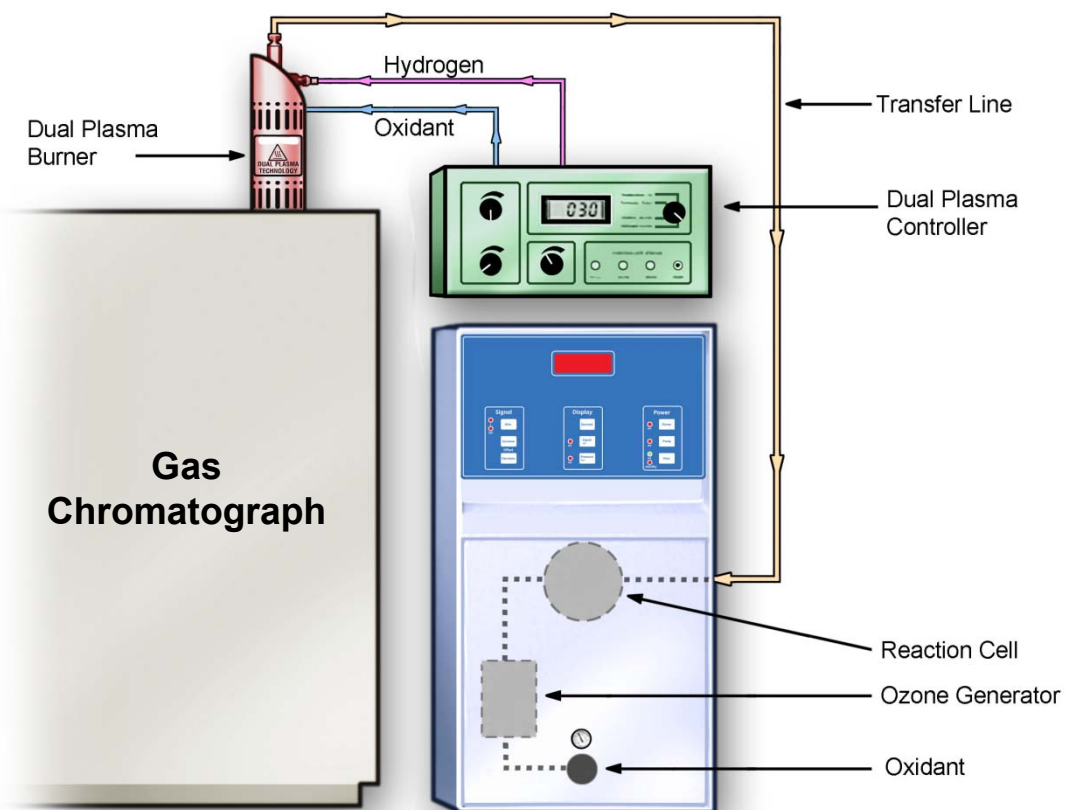 Hydrogen
Oxidant
Transfer Line
Dual Plasma
Burner
DUAL PLASMA
TECHNOLOGY
030
Dual Plasma
Controller
Signal
Display
Power
Gas
Chromatograph
Reaction Cell
Ozone Generator
Oxidant